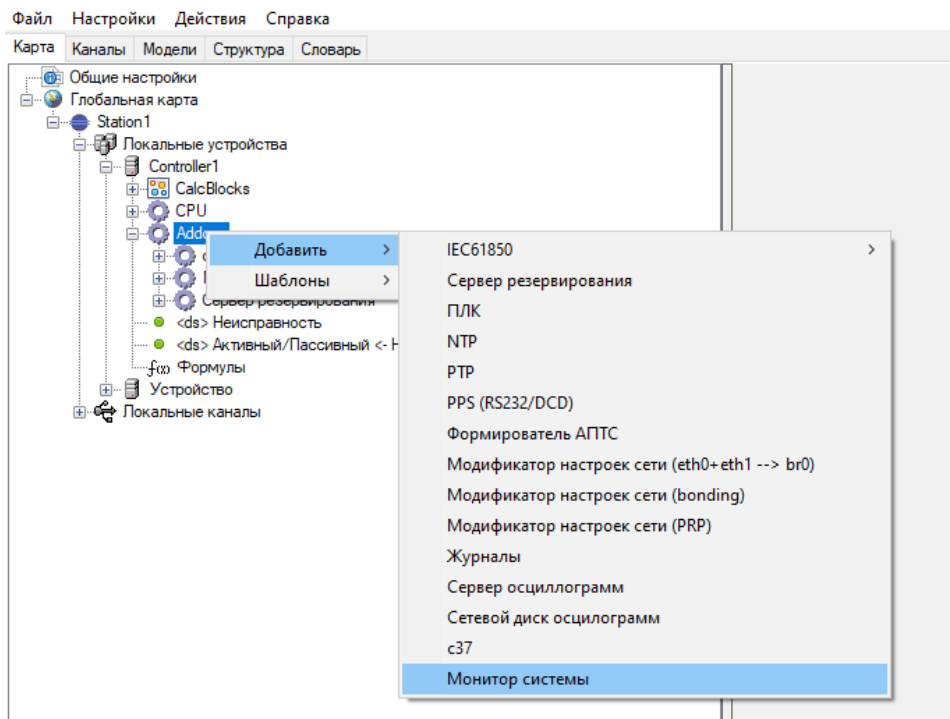 Файл Настройки Действия Справка
Карта Каналы Модели Структура Словарь
Общие настройки
Глобальная карта
Station1
Локальные устройства
Controller1
CalcBlocks
CPU
Добавить
Шаблоны
Сервер резервирования
<ds> Неисправность
<ds> Активный/Пассивный <- Н
f(x) Формулы
Устройство
Локальные каналы
IEC61850
Сервер резервирования
ПЛК
NTP
PTP
PPS (RS232/DCD)
Формирователь АПТС
Модификатор настроек сети (eth0+eth1 --> br0)
Модификатор настроек сети (bonding)
Модификатор настроек сети (PRP)
Журналы
Сервер осциллограмм
Сетевой диск осцилограмм
c37
Монитор системы